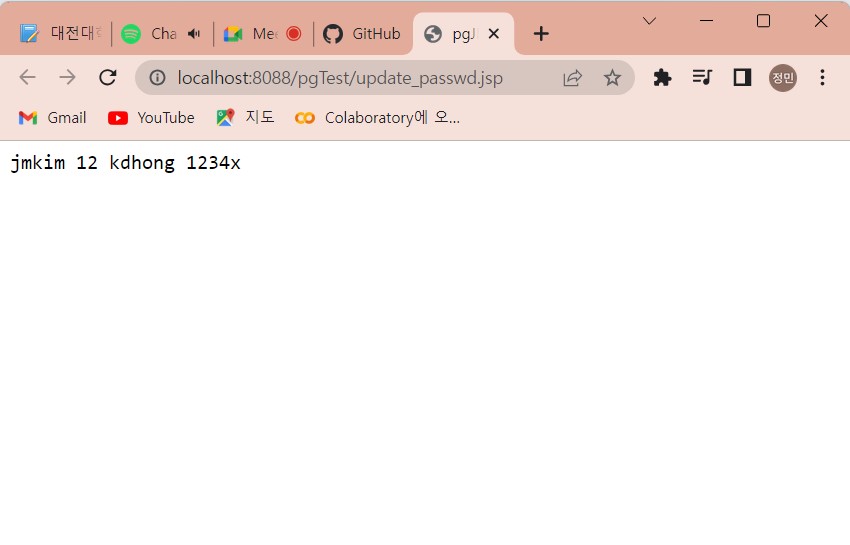 대전대
Cha
Mee
GitHub
pgJ
localhost:8088/pgTest/update_passwd.jsp
정민
Gmail
YouTube
지도
Colaboratory에 오...
jmkim 12 kdhong 1234x